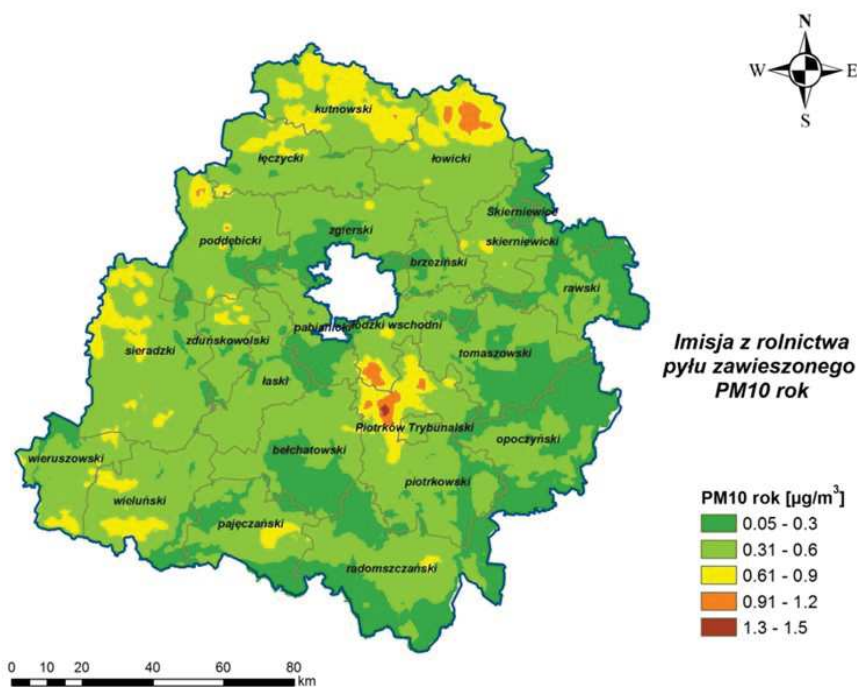 N
W E
S
kutnowski
łęczycki
łowicki
Skierniewice
poddębicki
zgierski
skierniewicki
brzeziński
rawski
pabianicki
łódzki wschodni
sieradzki
zduńskowolski
tomaszowski
łaski
Piotrków Trybunalski
opoczyński
wieruszowski
bełchatowski
wieluński
piotrkowski
pajęczański
radomszczański
Imisja z rolnictwa
pyłu zawieszonego
PM10 rok
PM10 rok [µg/m³]
0.05 - 0.3
0.31 - 0.6
0.61 - 0.9
0.91 - 1.2
1.3 - 1.5
0 5 10 20 40 60 80
km